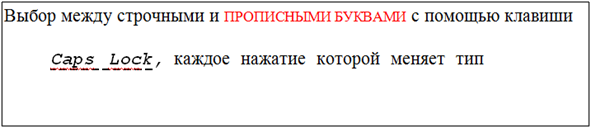 Выбор между строчными и ПРОПИСНЫМИ БУКВАМИ с помощью клавиши
Caps Lock, каждое нажатие которой меняет тип